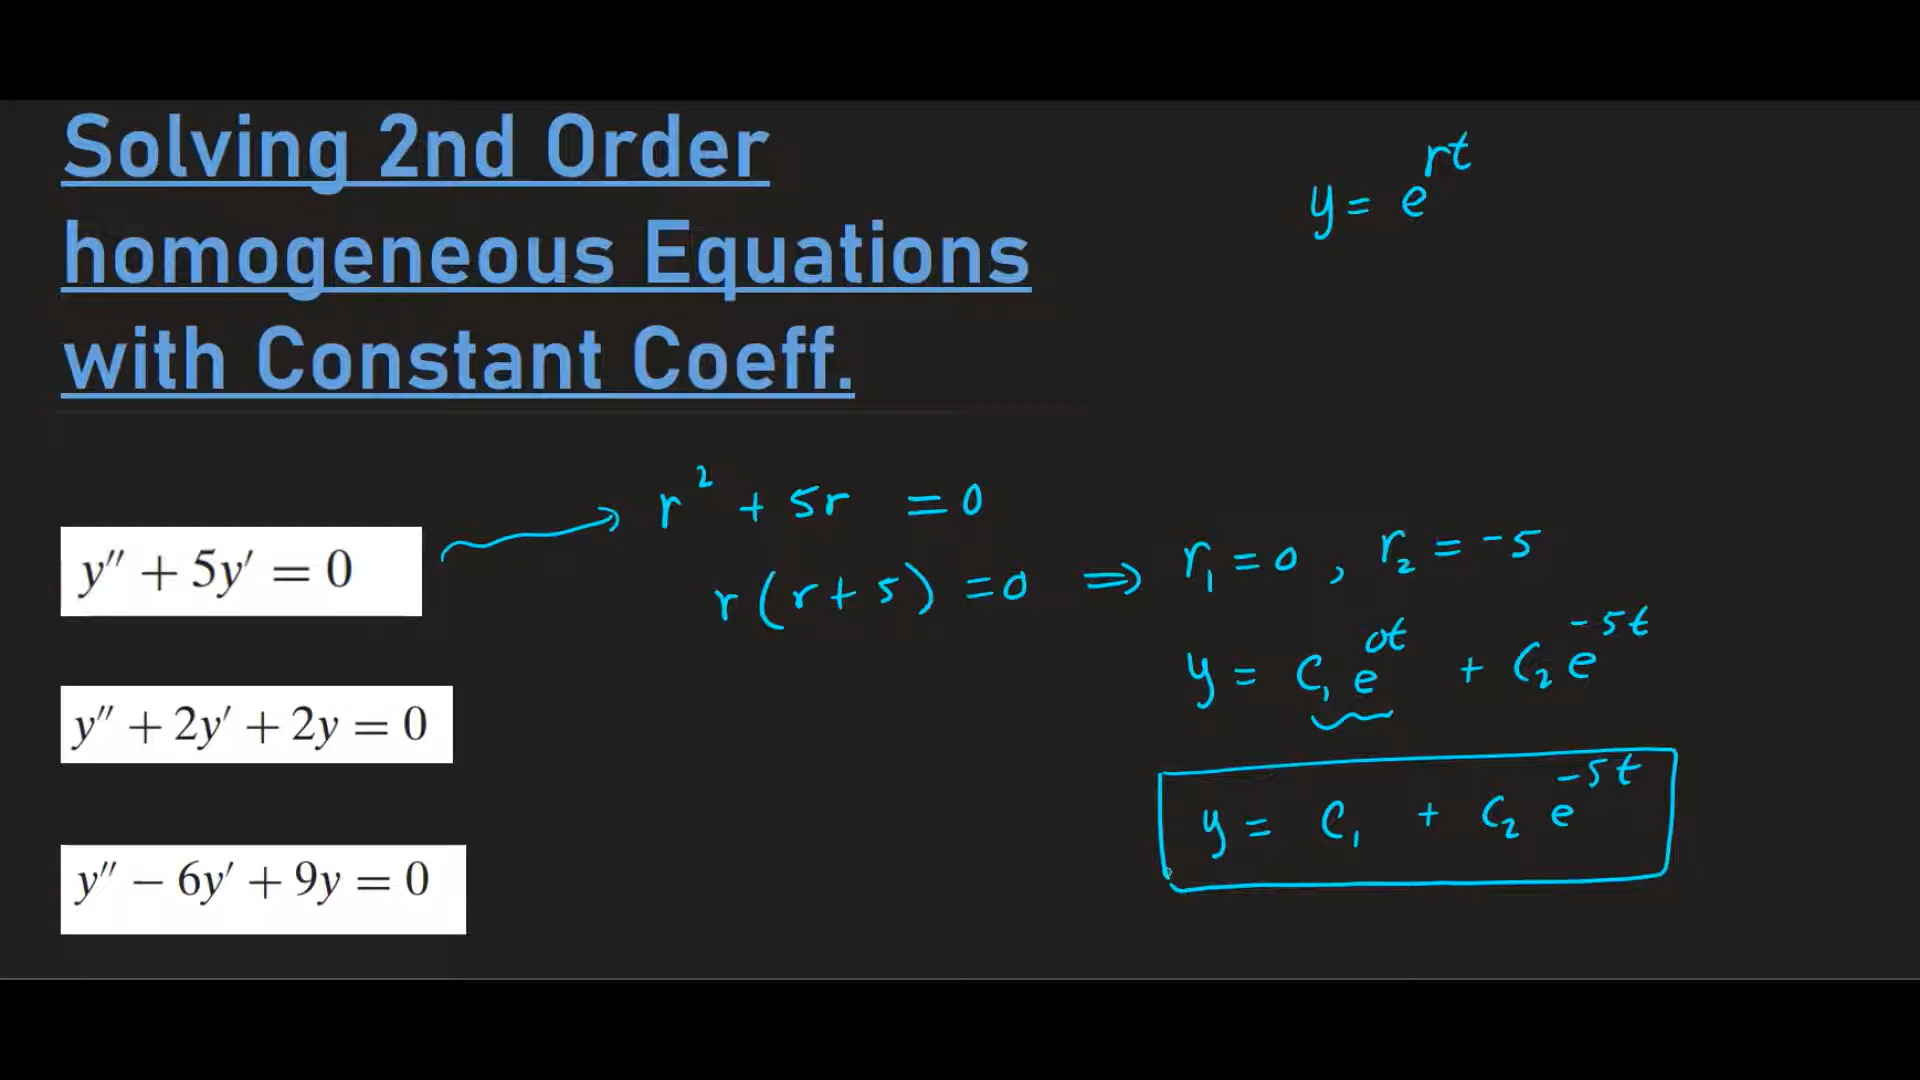 Solving 2nd Order
homogeneous Equations
with Constant Coeff.
y = e^{rt}
y″ + 5y′ = 0
r² + 5r = 0
r(r+5) = 0 ⇒ r₁ = 0, r₂ = -5
y = C₁ e^{0t} + C₂ e^{-5t}
y = C₁ + C₂ e^{-5t}
y″ + 2y′ + 2y = 0
y″ − 6y′ + 9y = 0